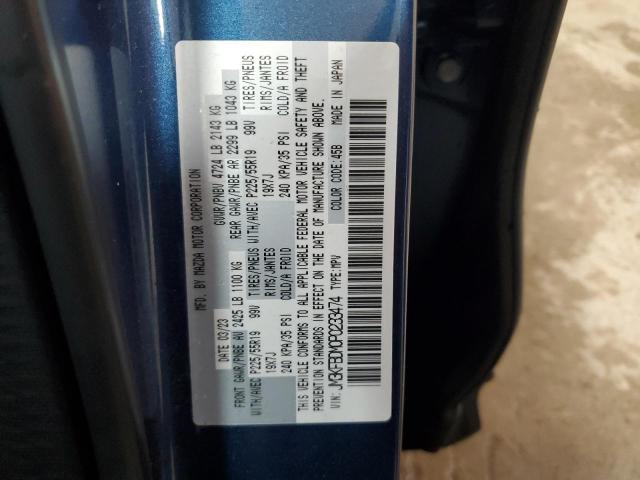 MFD. BY MAZDA MOTOR CORPORATION
DATE 03/23 GVWR/PNBV 4724 LB 2143 KG
FRONT GAWR/PNBE AV 2425 LB 1100 KG REAR GAWR/PNBE AR 2299 LB 1043 KG
WITH/AVEC P225/55R19 99V TIRES/PNEUS WITH/AVEC P225/55R19 99V TIRES/PNEUS
19X7J RIMS/JANTES 19X7J RIMS/JANTES
240 KPA/35 PSI COLD/A FROID 240 KPA/35 PSI COLD/A FROID
THIS VEHICLE CONFORMS TO ALL APPLICABLE FEDERAL MOTOR VEHICLE SAFETY AND THEFT
PREVENTION STANDARDS IN EFFECT ON THE DATE OF MANUFACTURE SHOWN ABOVE.
VIN: JM3KFBDM0P0233474 TYPE:MPV COLOR CODE:45B MADE IN JAPAN